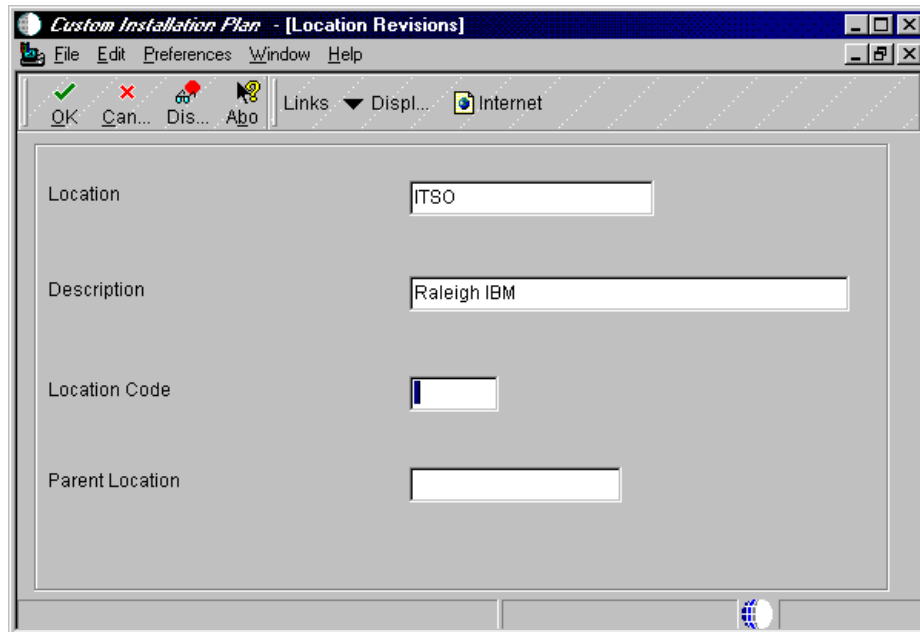 Custom Installation Plan - [Location Revisions]
File Edit Preferences Window Help
OK Can... Dis... Abo Links Displ... Internet
Location ITSO
Description Raleigh IBM
Location Code
Parent Location